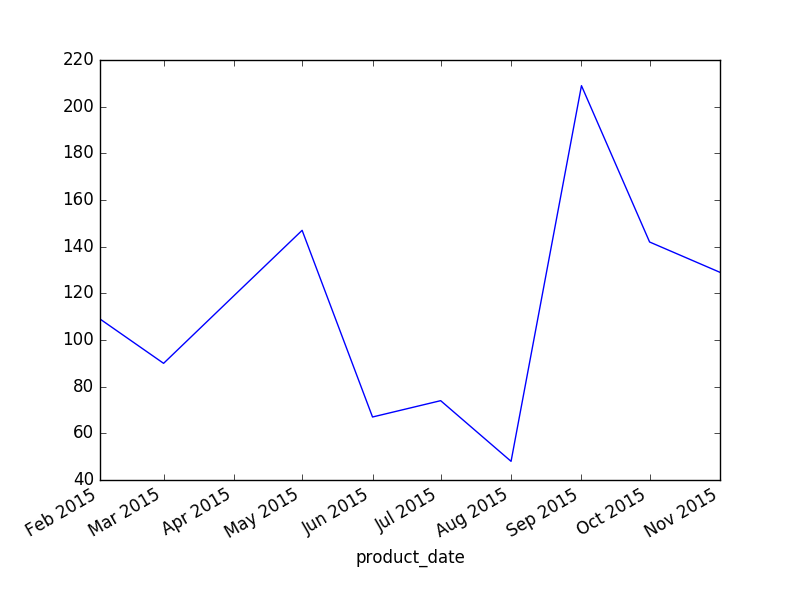 220
200
180
160
140
120
100
80
60
40
Feb 2015
Mar 2015
Apr 2015
May 2015
Jun 2015
Jul 2015
Aug 2015
Sep 2015
Oct 2015
Nov 2015
product_date